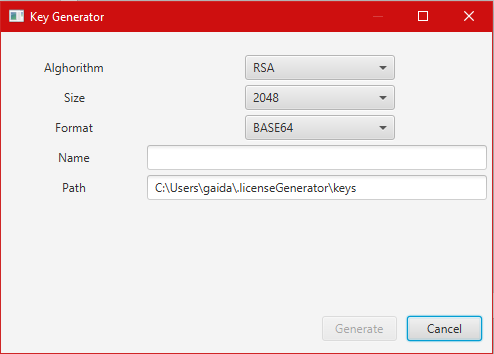 Key Generator
Alghorithm RSA
Size 2048
Format BASE64
Name
Path C:\Users\gaida\.licenseGenerator\keys
Generate Cancel